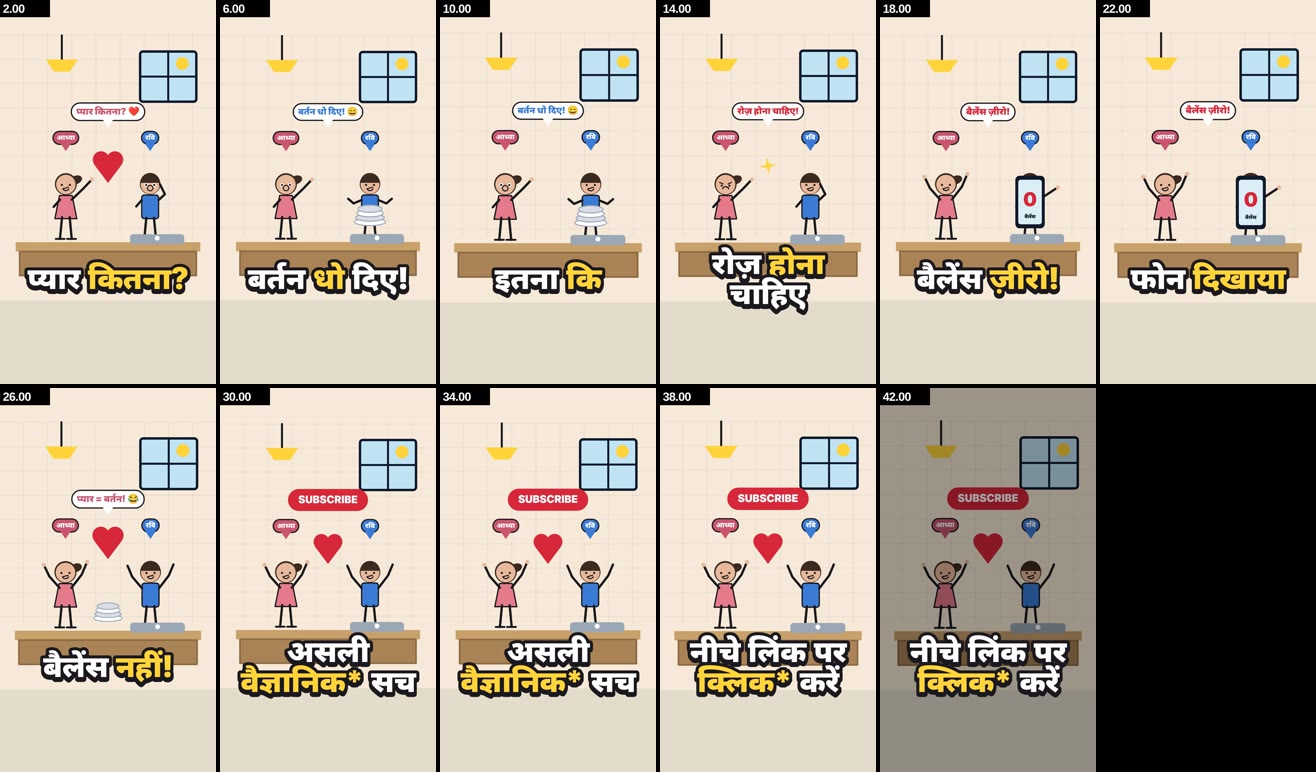 2.00
प्यार कितना? ❤️
आध्या
रवि
प्यार कितना?
6.00
बर्तन धो दिए! 😄
आध्या
रवि
बर्तन धो दिए!
10.00
बर्तन धो दिए! 😄
आध्या
रवि
इतना कि
14.00
रोज़ होना चाहिए!
आध्या
रवि
रोज़ होना
चाहिए
18.00
बैलेंस ज़ीरो!
आध्या
0
बैलेंस
बैलेंस ज़ीरो!
22.00
बैलेंस ज़ीरो!
आध्या
रवि
0
बैलेंस
फोन दिखाया
26.00
प्यार = बर्तन! 😂
आध्या
रवि
बैलेंस नहीं!
30.00
SUBSCRIBE
आध्या
रवि
असली
वैज्ञानिक* सच
34.00
SUBSCRIBE
आध्या
रवि
असली
वैज्ञानिक* सच
38.00
SUBSCRIBE
आध्या
रवि
नीचे लिंक पर
क्लिक* करें
42.00
SUBSCRIBE
आध्या
रवि
नीचे लिंक पर
क्लिक* करें